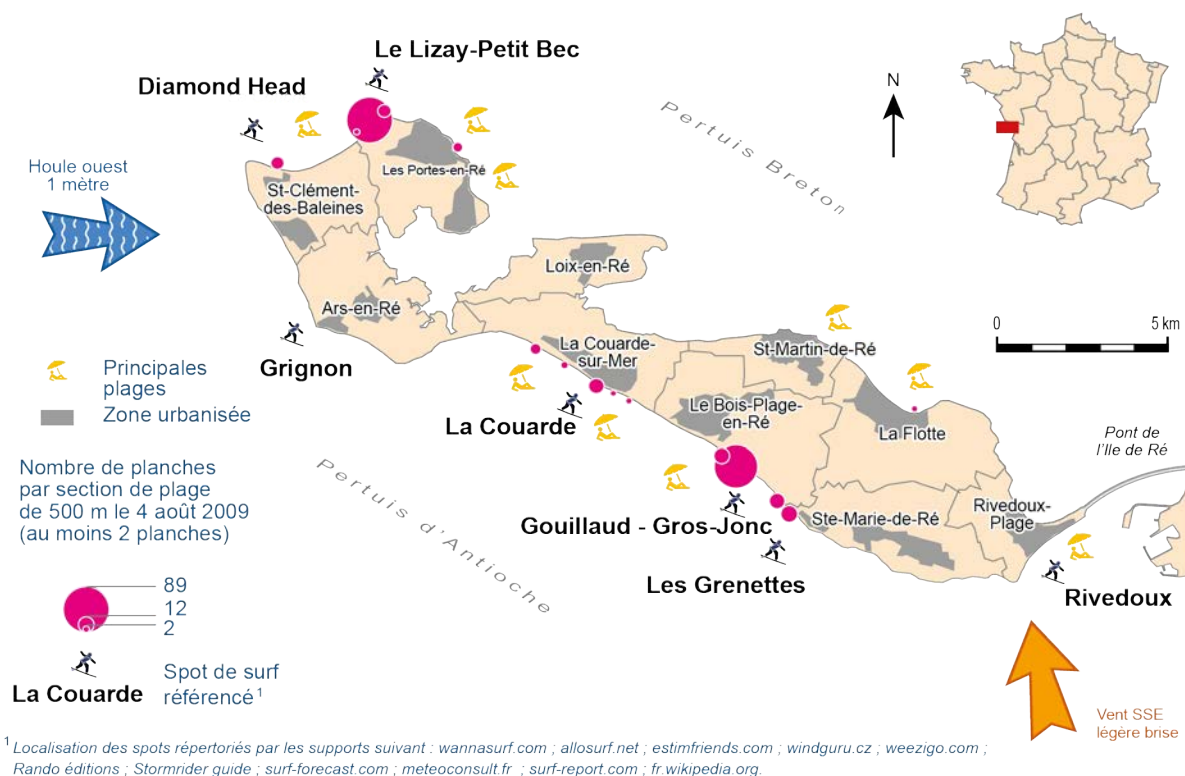 Le Lizay-Petit Bec
Diamond Head
N
Pertuis Breton
Houle ouest
1 mètre
Les Portes-en-Ré
St-Clément-
des-Baleines
Loix-en-Ré
Ars-en-Ré
0 5 km
Grignon
La Couarde-
sur-Mer
St-Martin-de-Ré
Principales
plages
Zone urbanisée
La Couarde
Le Bois-Plage-
en-Ré
La Flotte
Pont de
l'Ile de Ré
Pertuis d'Antioche
Nombre de planches
par section de plage
de 500 m le 4 août 2009
(au moins 2 planches)
Gouillaud - Gros-Jonc
Ste-Marie-de-Ré
Rivedoux-
Plage
Les Grenettes
Rivedoux
89
12
2
La Couarde
Spot de surf
référencé 1
Vent SSE
légère brise
1 Localisation des spots répertoriés par les supports suivant : wannasurf.com ; allosurf.net ; estimfriends.com ; windguru.cz ; weezigo.com ;
Rando éditions ; Stormrider guide ; surf-forecast.com ; meteoconsult.fr ; surf-report.com ; fr.wikipedia.org.